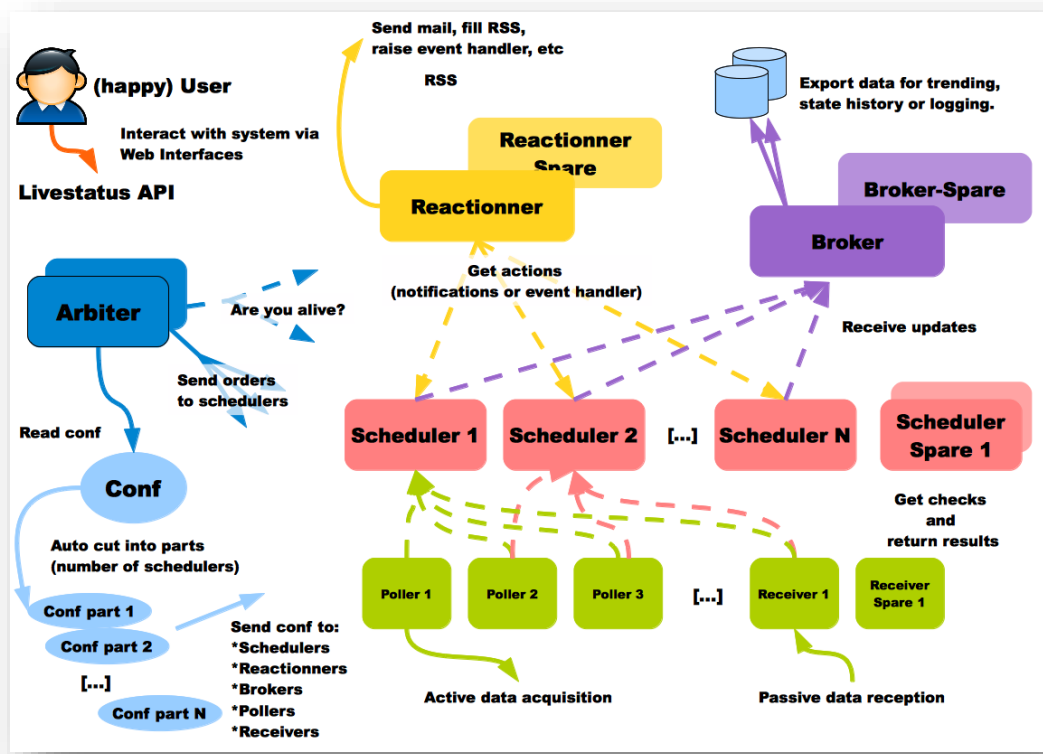 Send mail, fill RSS,
raise event handler, etc
RSS
(happy) User
Interact with system via
Web Interfaces
Livestatus API
Export data for trending,
state history or logging.
Reactionner
Spare
Reactionner
Broker-Spare
Broker
Get actions
(notifications or event handler)
Arbiter
Are you alive?
Receive updates
Send orders
to schedulers
Read conf
Scheduler 1
Scheduler 2
[...]
Scheduler N
Scheduler
Spare 1
Conf
Get checks
and
return results
Auto cut into parts
(number of schedulers)
Poller 1
Poller 2
Poller 3
[...]
Receiver 1
Receiver
Spare 1
Conf part 1
Conf part 2
[...]
Conf part N
Send conf to:
*Schedulers
*Reactionners
*Brokers
*Pollers
*Receivers
Active data acquisition
Passive data reception